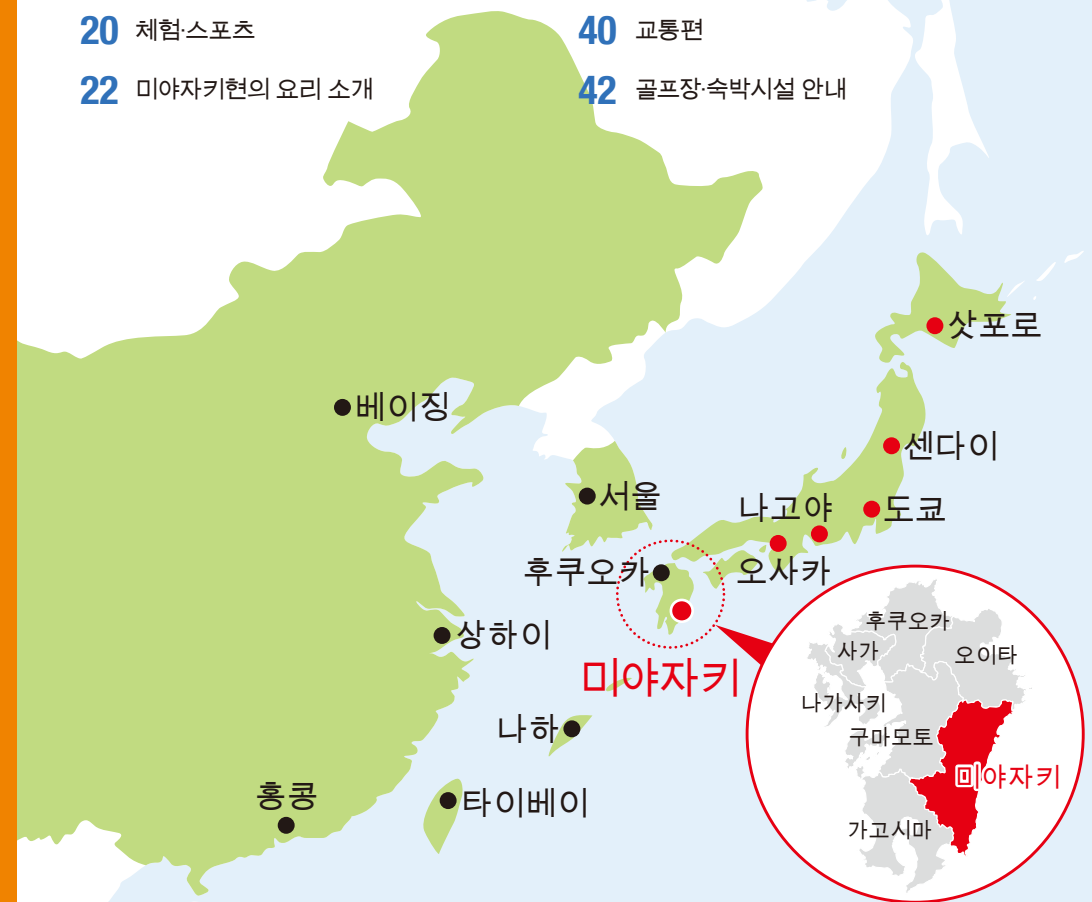 20 체험·스포츠
22 미야자키현의 요리 소개
40 교통편
42 골프장·숙박시설 안내
삿포로
베이징
센다이
서울
나고야
도쿄
후쿠오카
오사카
상하이
미야자키
나하
홍콩
타이베이
후쿠오카
사가
오이타
나가사키
구마모토
미야자키
가고시마